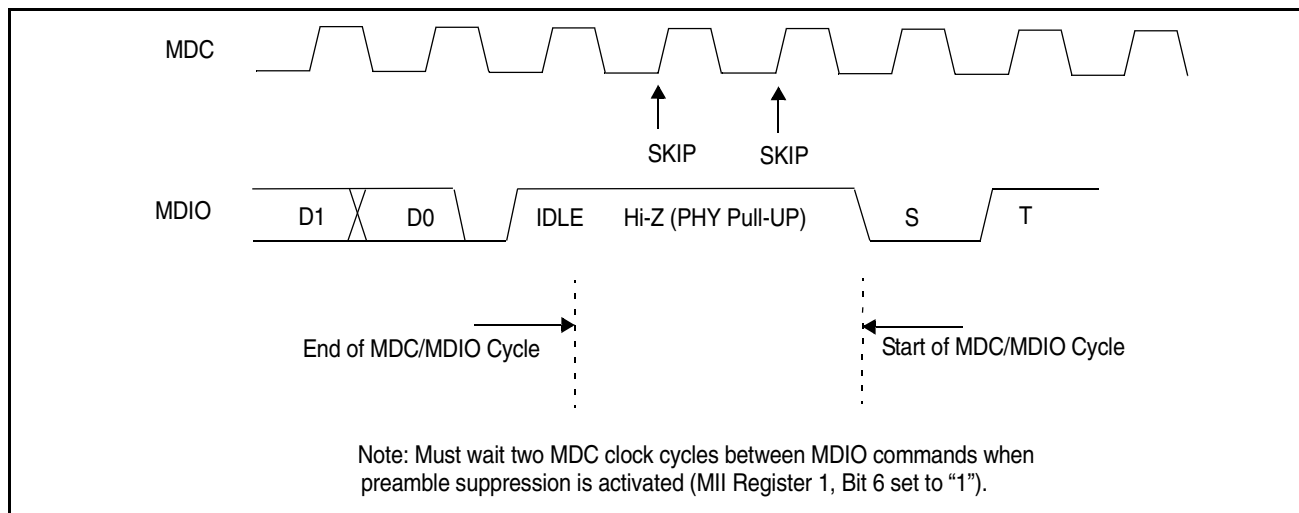 MDC
SKIP SKIP
MDIO D1 D0 IDLE Hi-Z (PHY Pull-UP) S T
End of MDC/MDIO Cycle Start of MDC/MDIO Cycle
Note: Must wait two MDC clock cycles between MDIO commands when
preamble suppression is activated (MII Register 1, Bit 6 set to “1”).